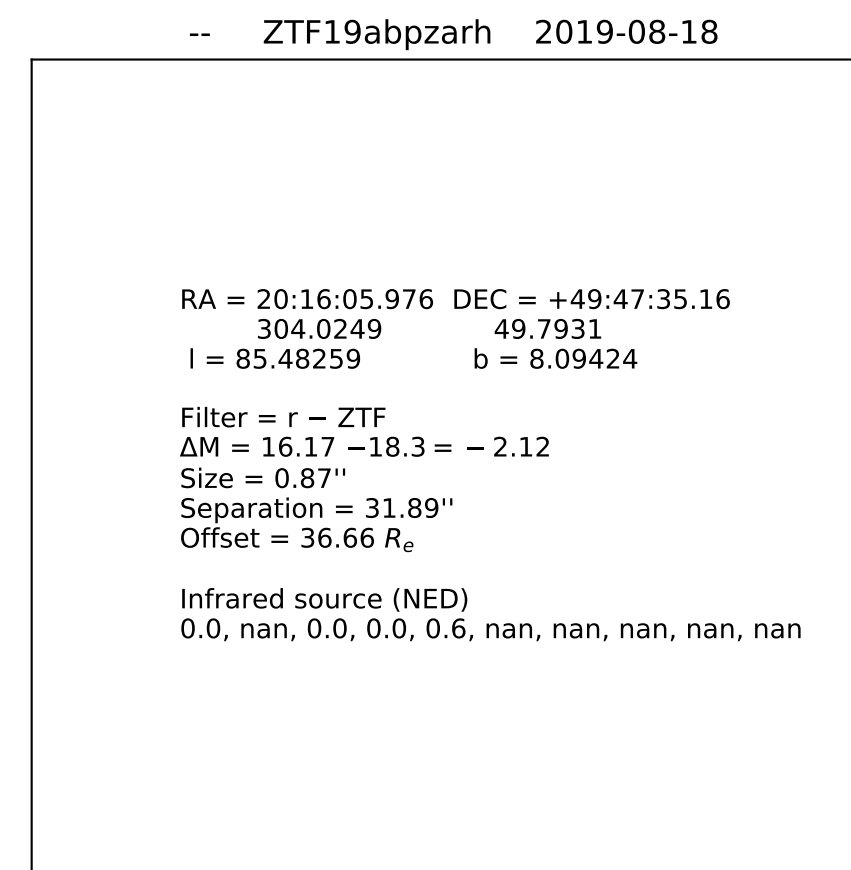 -- ZTF19abpzarh 2019-08-18
RA = 20:16:05.976 DEC = +49:47:35.16
304.0249 49.7931
l = 85.48259 b = 8.09424
Filter = r − ZTF
ΔM = 16.17 −18.3 = − 2.12
Size = 0.87''
Separation = 31.89''
Offset = 36.66 Re
Infrared source (NED)
0.0, nan, 0.0, 0.0, 0.6, nan, nan, nan, nan, nan